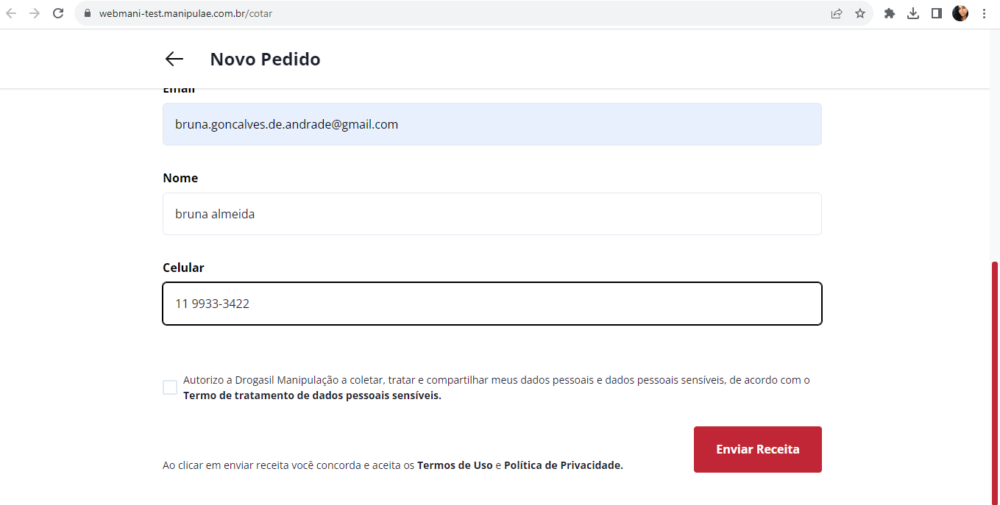 webmani-test.manipulae.com.br/cotar
Novo Pedido
Email
bruna.goncalves.de.andrade@gmail.com
Nome
bruna almeida
Celular
11 9933-3422
Autorizo a Drogasil Manipulação a coletar, tratar e compartilhar meus dados pessoais e dados pessoais sensíveis, de acordo com o
Termo de tratamento de dados pessoais sensíveis.
Enviar Receita
Ao clicar em enviar receita você concorda e aceita os Termos de Uso e Política de Privacidade.